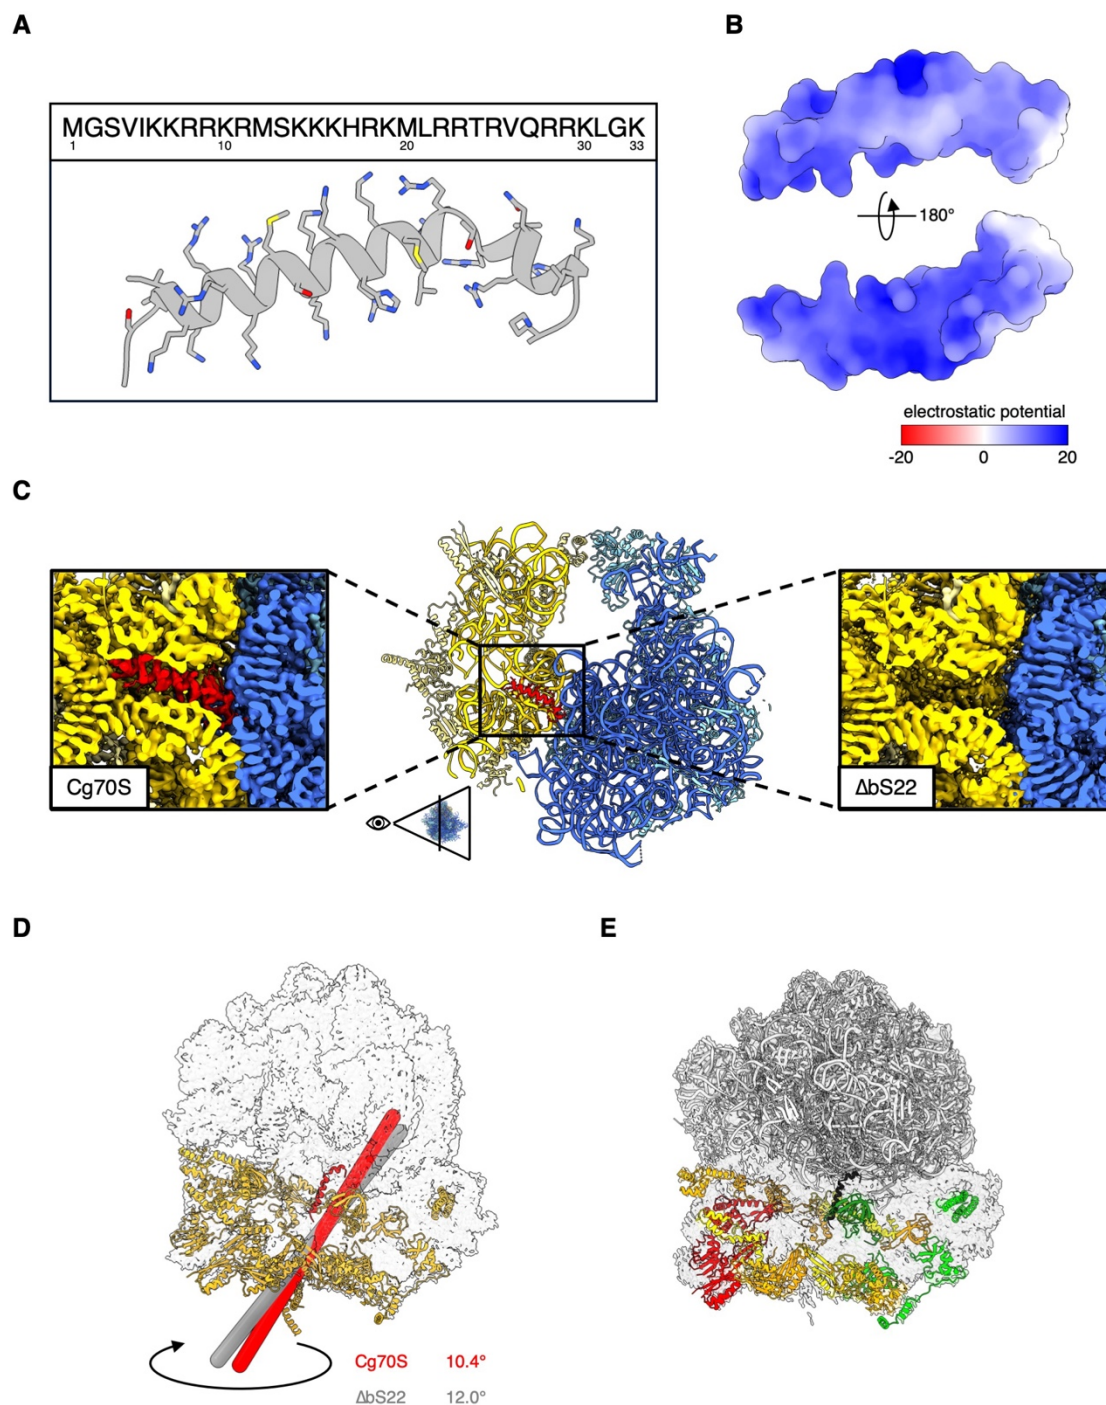 A
B
MGSVIKKRRKRMSKKKHRKMLRRTRVQRRKLGK
1 10 20 30 33
180°
electrostatic potential
-20 0 20
C
Cg70S
ΔbS22
D
E
Cg70S 10.4°
ΔbS22 12.0°